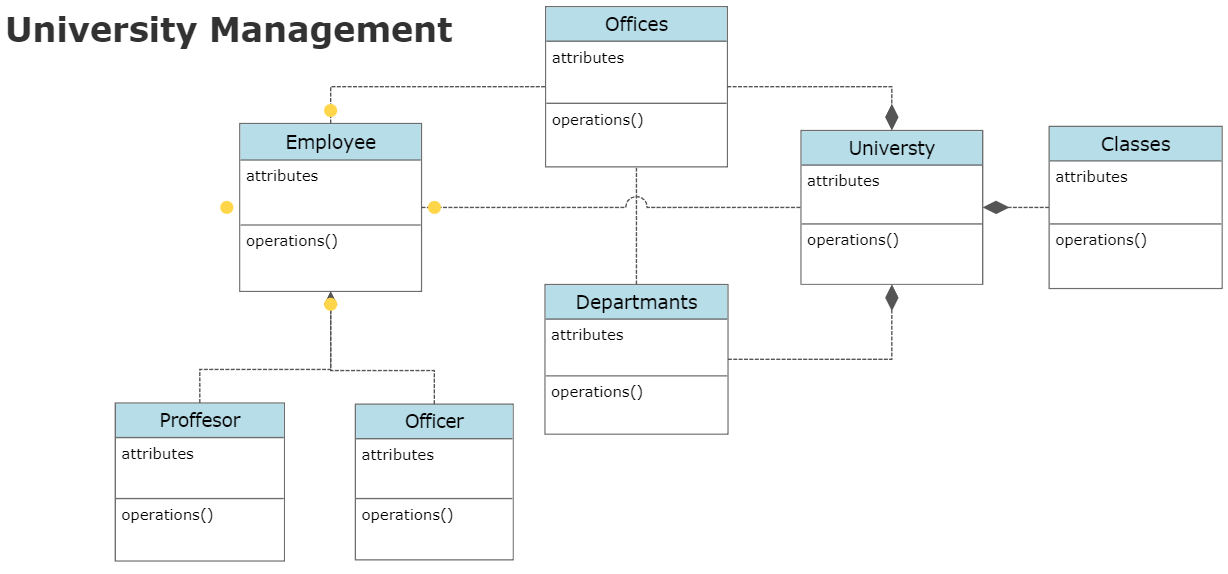 University Management
Offices
attributes
operations()
Employee
attributes
operations()
Universty
attributes
operations()
Classes
attributes
operations()
Departmants
attributes
operations()
Proffesor
attributes
operations()
Officer
attributes
operations()